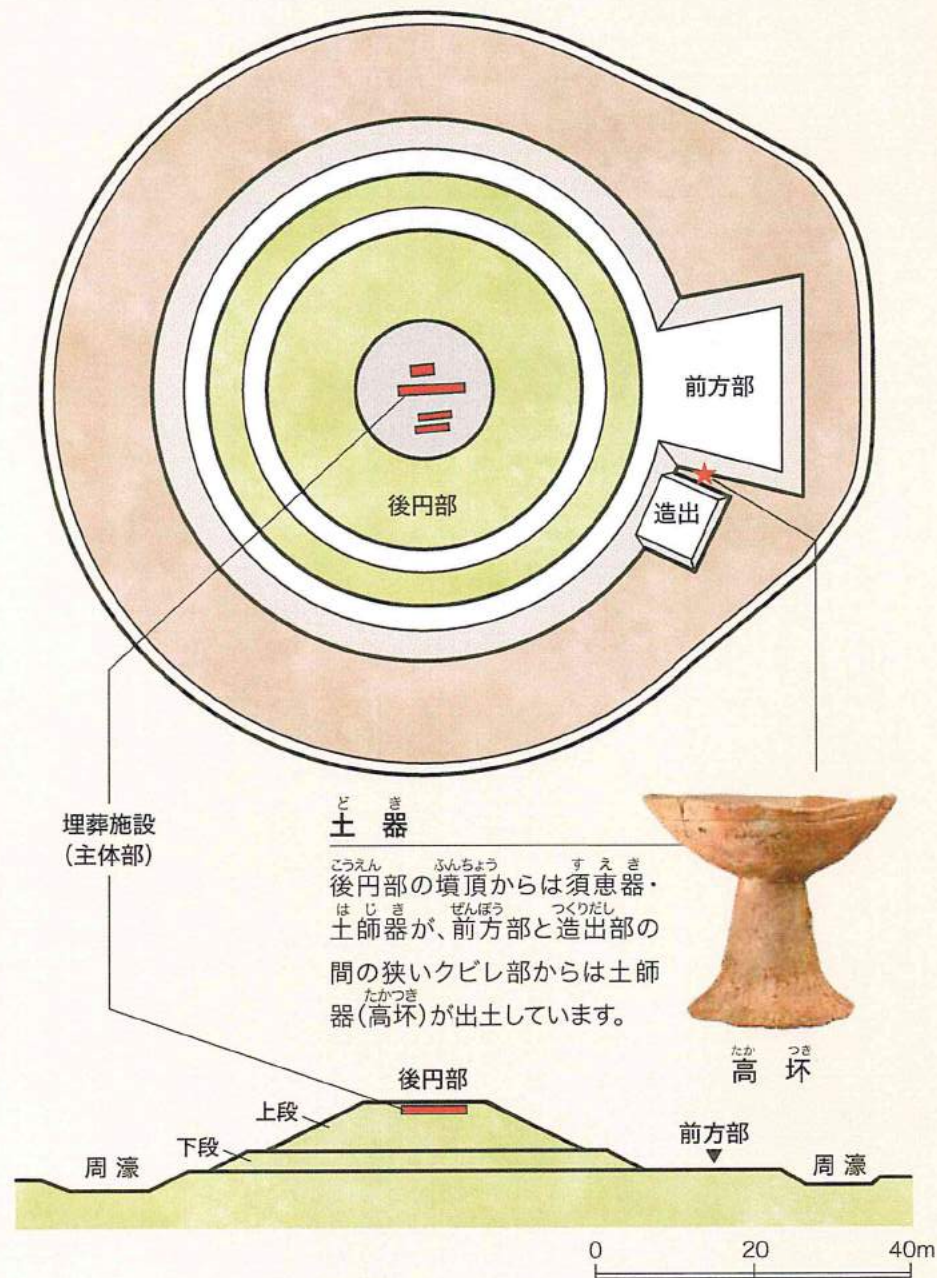 前方部
後円部
造出
埋葬施設
(主体部)
どき
土器
こうえん ふんちょう すえき
後円部の墳頂からは須恵器・
はじき ぜんぽう つくりだし
土師器が、前方部と造出部の
間の狭いクビレ部からは土師
たかつき
器(高坏)が出土しています。
たかつき
高坏
後円部
上段
下段
前方部
周濠
周濠
0 20 40m